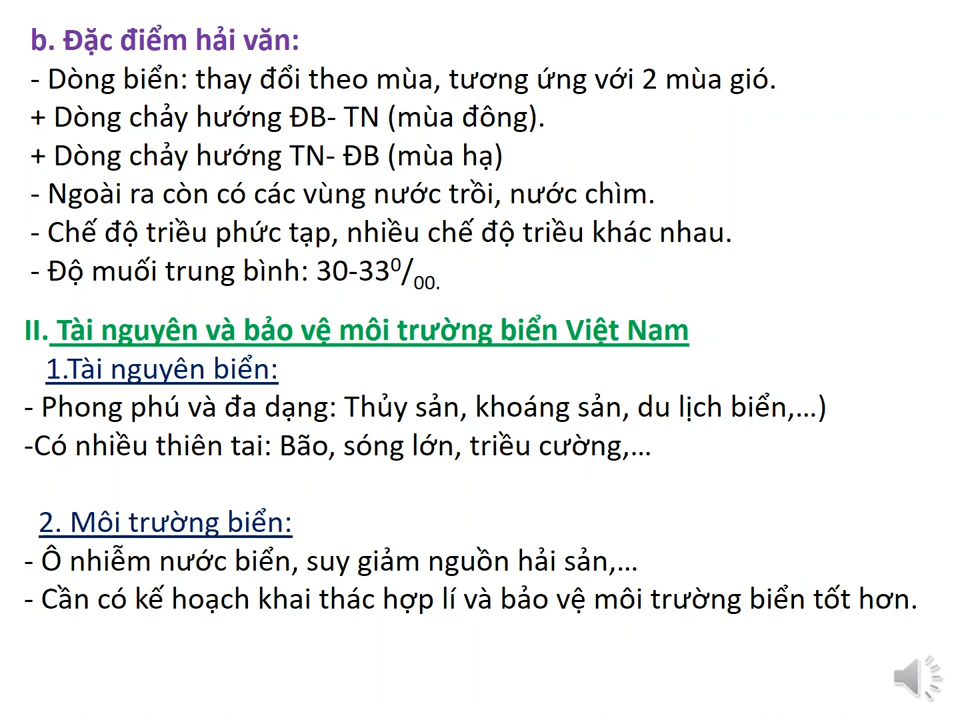 b. Đặc điểm hải văn:
- Dòng biển: thay đổi theo mùa, tương ứng với 2 mùa gió.
+ Dòng chảy hướng ĐB- TN (mùa đông).
+ Dòng chảy hướng TN- ĐB (mùa hạ)
- Ngoài ra còn có các vùng nước trồi, nước chìm.
- Chế độ triều phức tạp, nhiều chế độ triều khác nhau.
- Độ muối trung bình: 30-33⁰/₀₀.
II. Tài nguyên và bảo vệ môi trường biển Việt Nam
1.Tài nguyên biển:
- Phong phú và đa dạng: Thủy sản, khoáng sản, du lịch biển,...)
-Có nhiều thiên tai: Bão, sóng lớn, triều cường,...
2. Môi trường biển:
- Ô nhiễm nước biển, suy giảm nguồn hải sản,...
- Cần có kế hoạch khai thác hợp lí và bảo vệ môi trường biển tốt hơn.